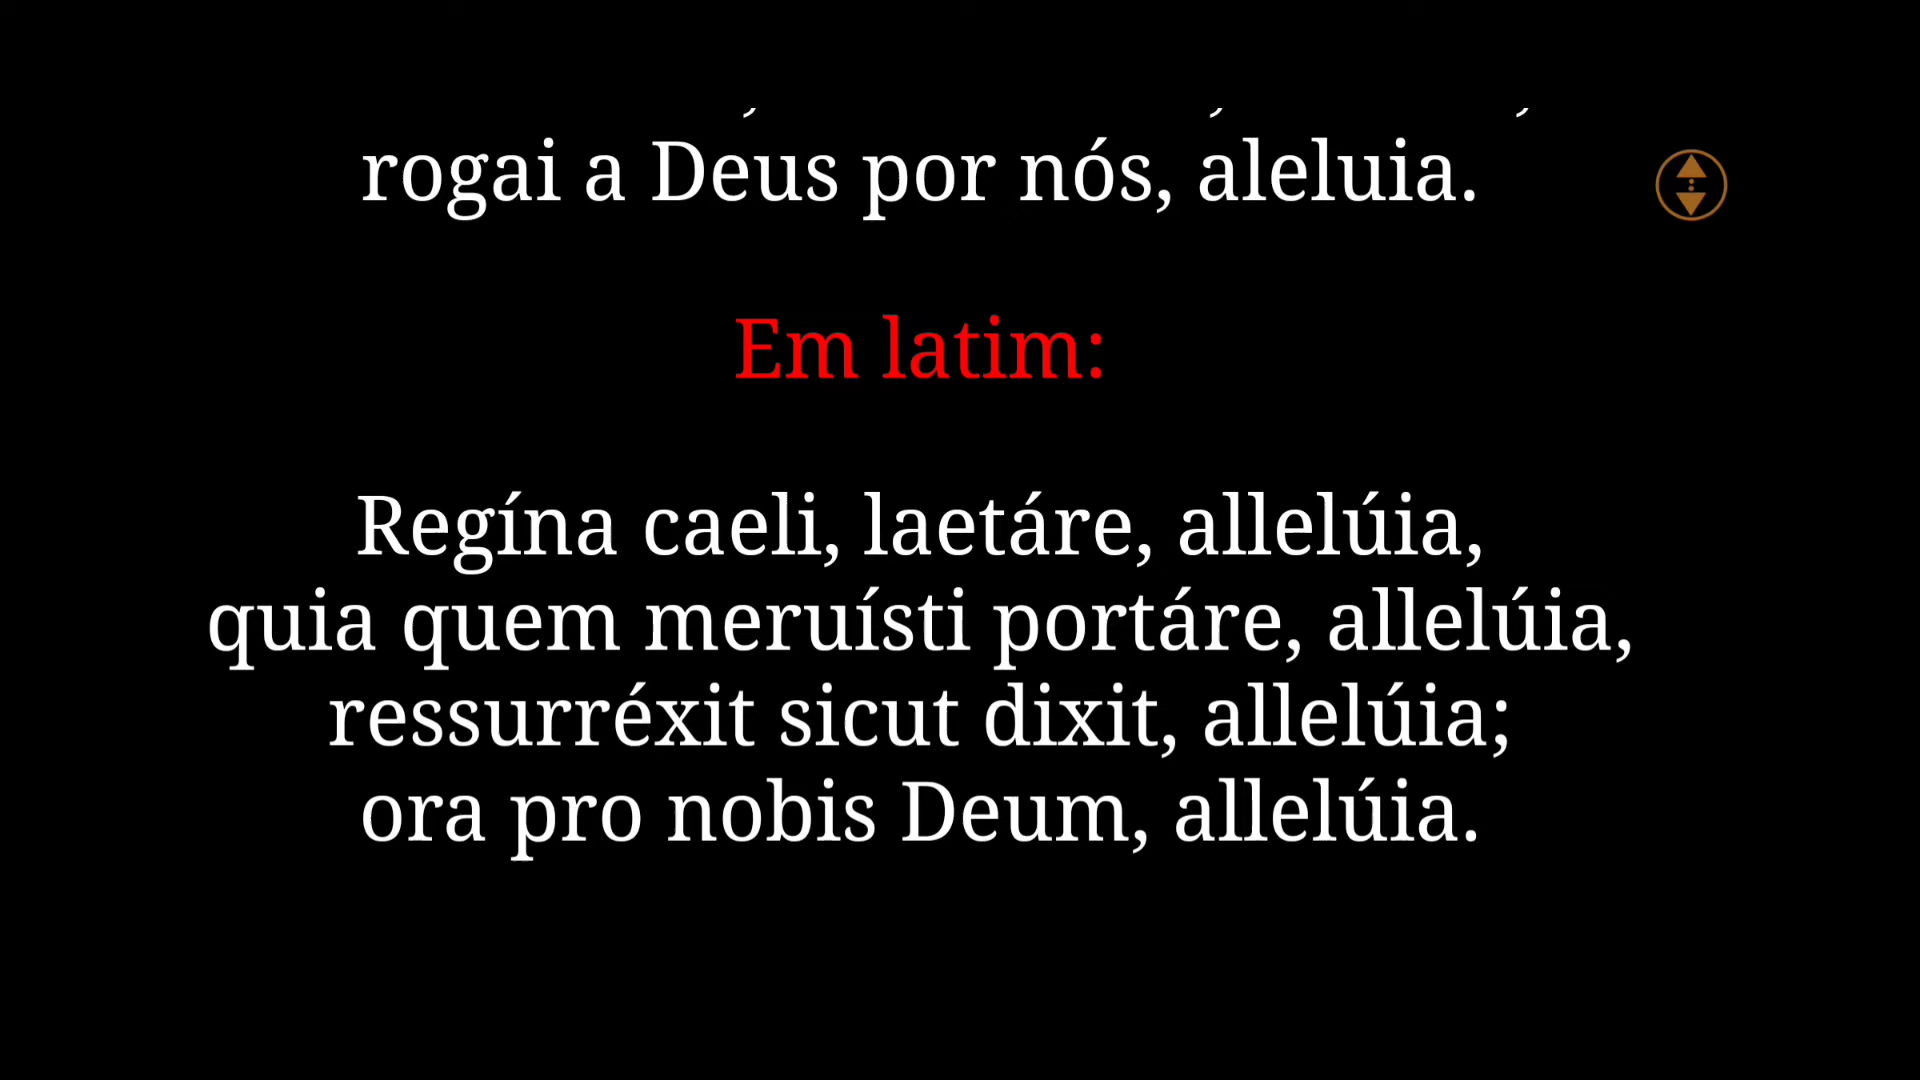 rogai a Deus por nós, aleluia.
Em latim:
Regína caeli, laetáre, allelúia,
quia quem meruísti portáre, allelúia,
ressurréxit sicut dixit, allelúia;
ora pro nobis Deum, allelúia.